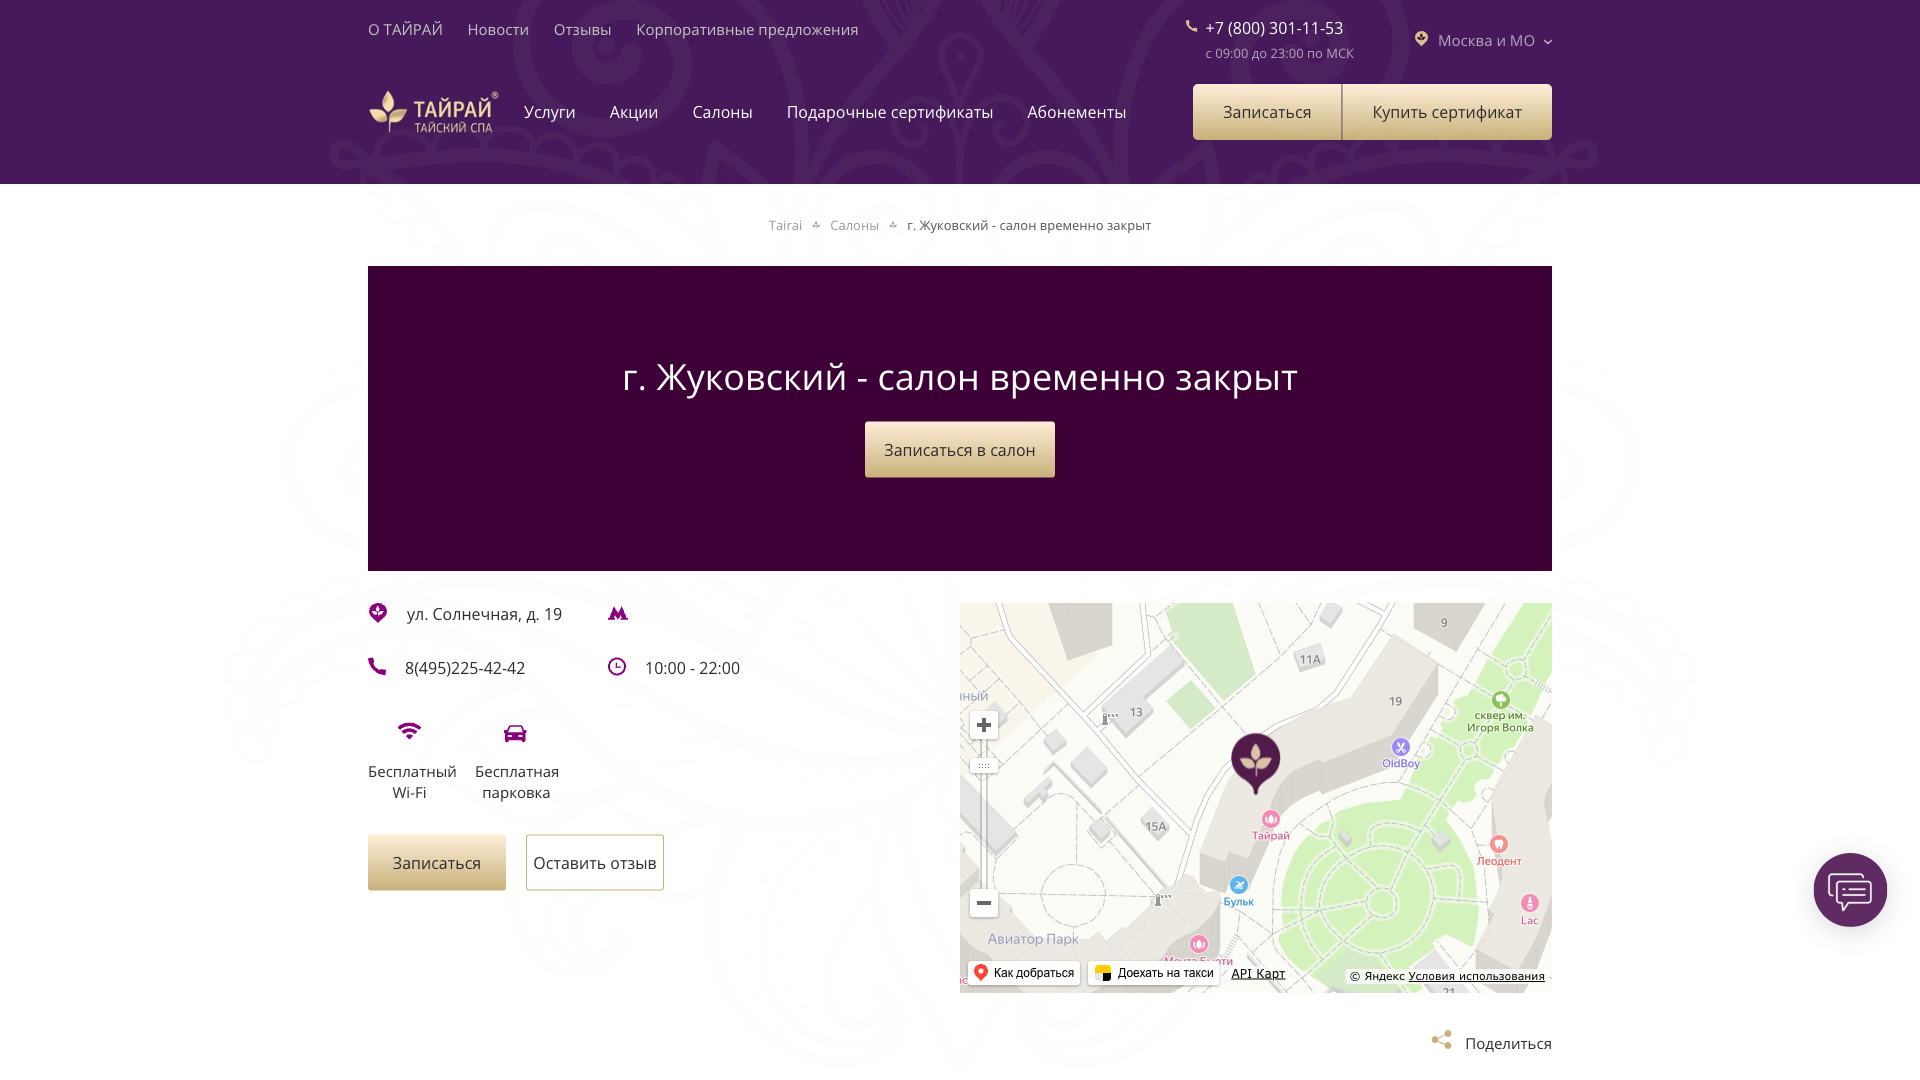 О ТАЙРАЙ
Новости
Отзывы
Корпоративные предложения
+7 (800) 301-11-53
с 09:00 до 23:00 по МСК
Москва и МО
ТАЙРАЙ®
ТАЙСКИЙ СПА
Услуги
Акции
Салоны
Подарочные сертификаты
Абонементы
Записаться
Купить сертификат
Tairai
Салоны
г. Жуковский - салон временно закрыт
г. Жуковский - салон временно закрыт
Записаться в салон
ул. Солнечная, д. 19
8(495)225-42-42
10:00 - 22:00
Бесплатный
Wi-Fi
Бесплатная
парковка
Записаться
Оставить отзыв
9
11А
19
13
сквер им.
Игоря Волка
OldBoy
15А
Тайрай
Леодент
Бульк
Lac
Авиатор Парк
Как добраться
Доехать на такси
API Карт
© Яндекс Условия использования
21
Поделиться